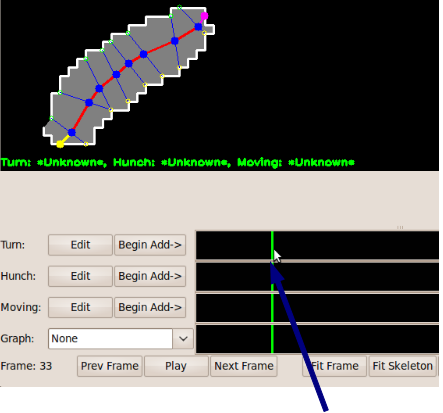 Turn: *Unknown*, Hunch: *Unknown*, Moving: *Unknown*
Turn: Edit Begin Add->
Hunch: Edit Begin Add->
Moving: Edit Begin Add->
Graph: None
Frame: 33 Prev Frame Play Next Frame Fit Frame Fit Skeleton